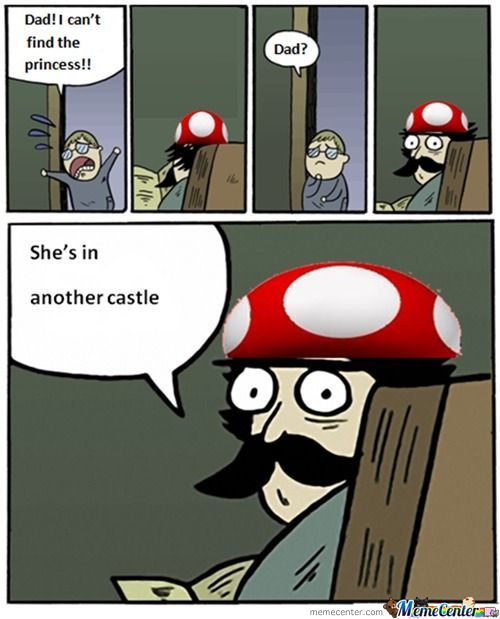 Dad! I can't
find the
princess!!
Dad?
She's in
another castle
memecenter.com MemeCenter